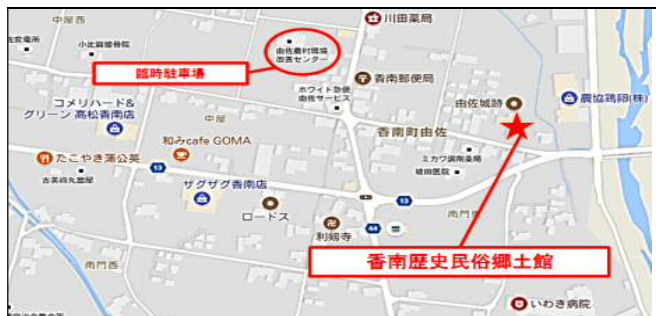 中屋西
川田薬局
小比賀接骨院
由佐農村環境
改善センター
臨時駐車場
香南郵便局
ホワイト急便
由佐サービス
由佐城跡
農協鶏卵(株)
コメリハード&
グリーン 高松香南店
中屋
香南町由佐
和みcafe GOMA
たこやき蒲公英
13
ミカワ調剤薬局
植田医院
ザグザグ香南店
13
ロードス
44
利剱寺
南門西
香南歴史民俗郷土館
いわき病院